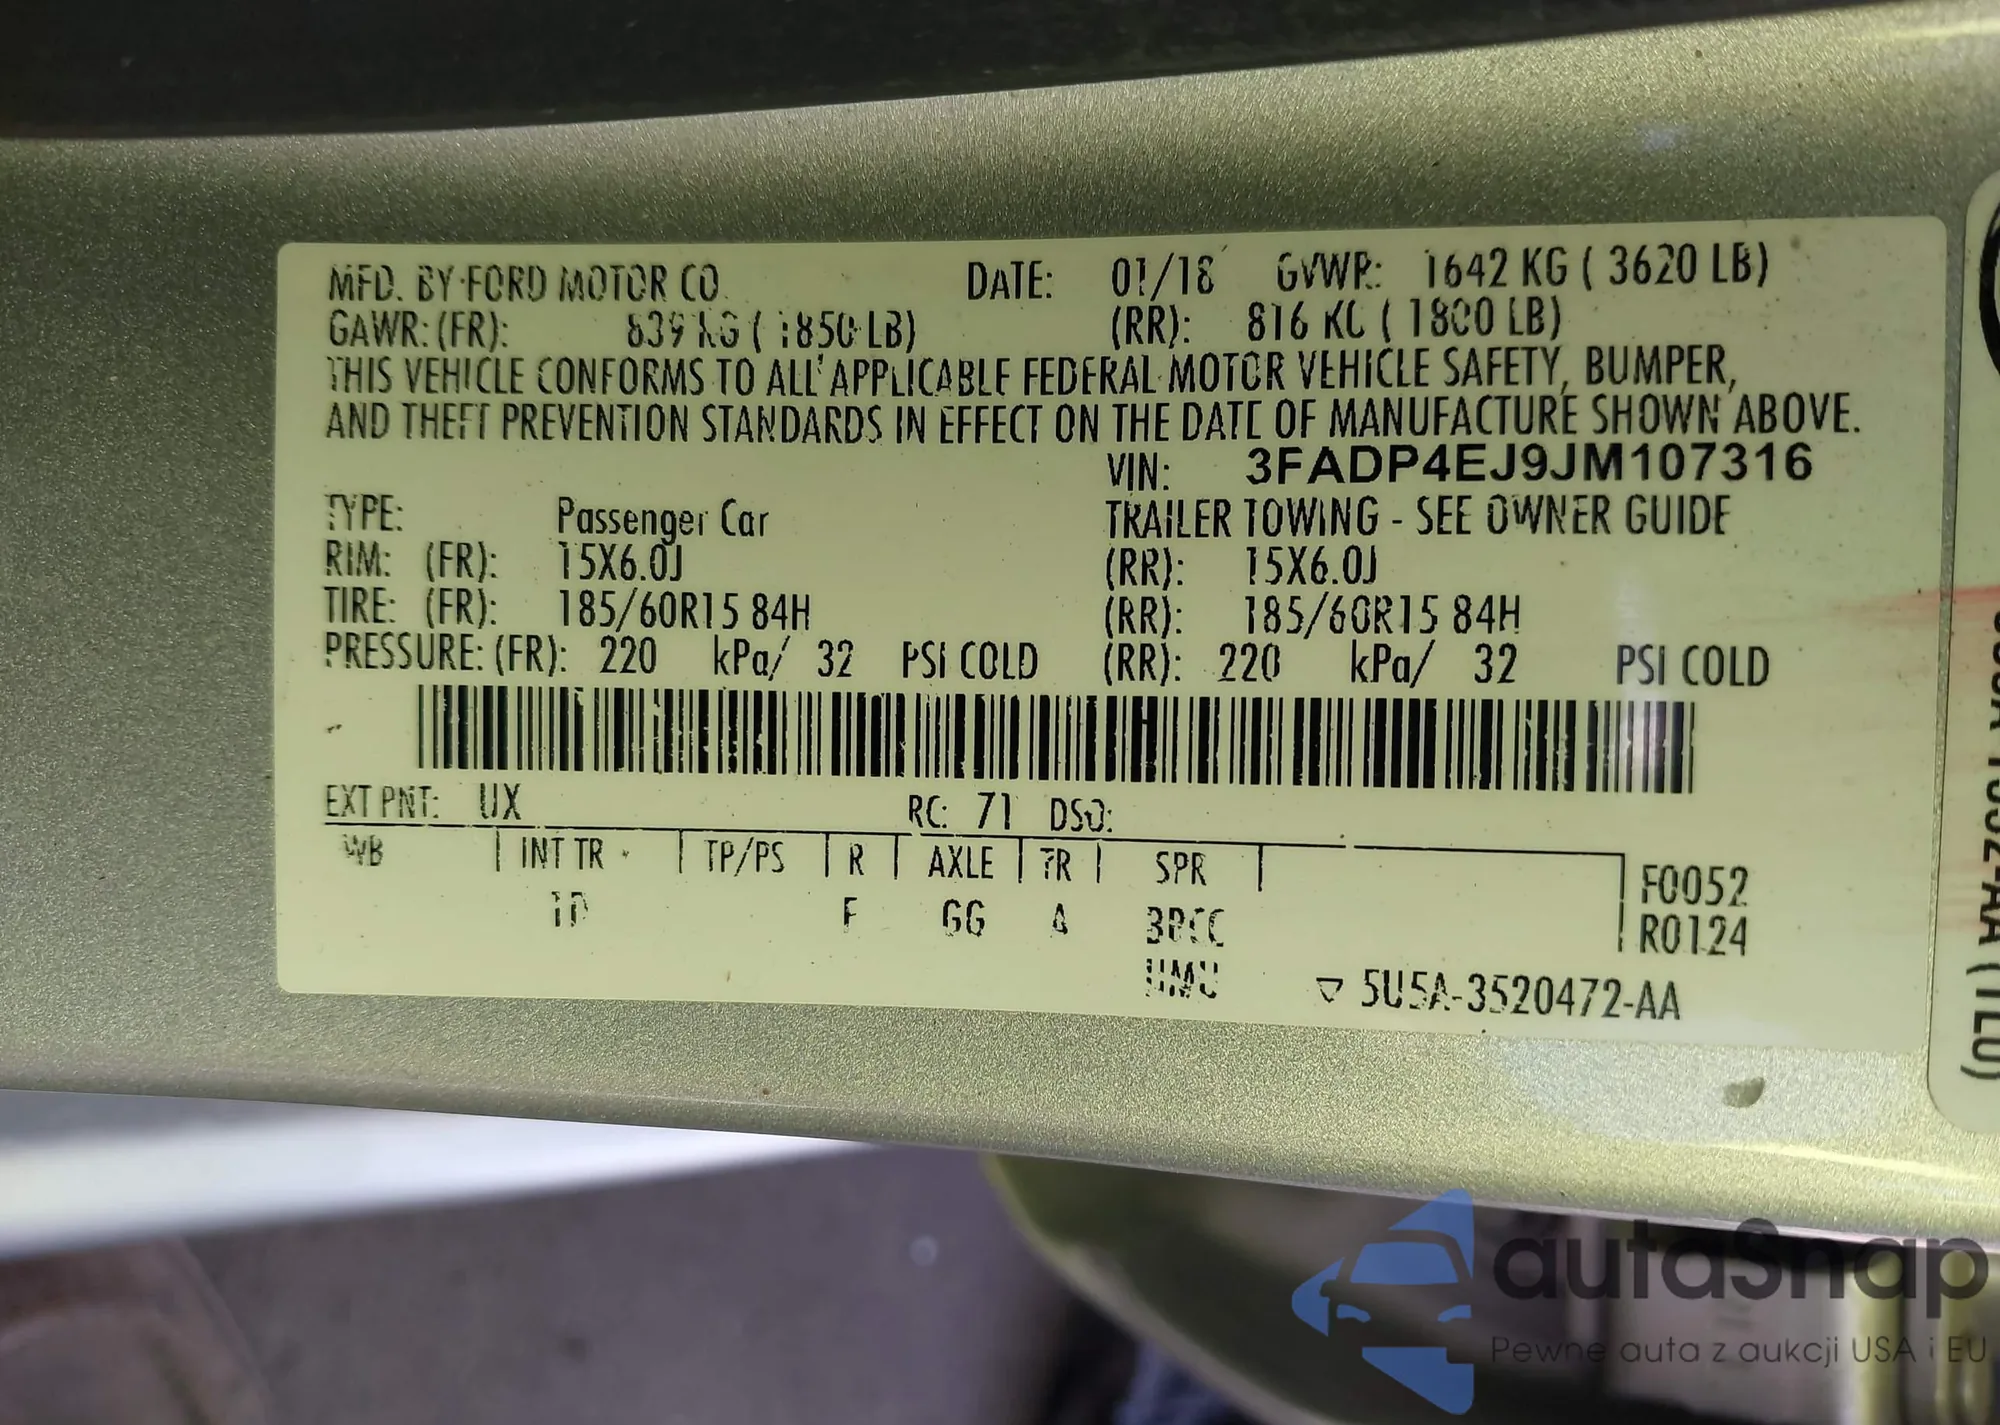 MFD. BY FORD MOTOR CO. DATE: 01/18 GVWR: 1642 KG ( 3620 LB)
GAWR: (FR): 839 KG ( 1850 LB) (RR): 816 KG ( 1800 LB)
THIS VEHICLE CONFORMS TO ALL APPLICABLE FEDERAL MOTOR VEHICLE SAFETY, BUMPER,
AND THEFT PREVENTION STANDARDS IN EFFECT ON THE DATE OF MANUFACTURE SHOWN ABOVE.
VIN: 3FADP4EJ9JM107316
TYPE: Passenger Car TRAILER TOWING - SEE OWNER GUIDE
RIM: (FR): 15X6.0J (RR): 15X6.0J
TIRE: (FR): 185/60R15 84H (RR): 185/60R15 84H
PRESSURE: (FR): 220 kPa/ 32 PSI COLD (RR): 220 kPa/ 32 PSI COLD
EXT PNT: UX RC: 71 DSO:
WB INT TR TP/PS R AXLE TR SPR F0052
F GG A R0124
▽ 5U5A-3520472-AA
autaSnap
Pewne auta z aukcji USA i EU